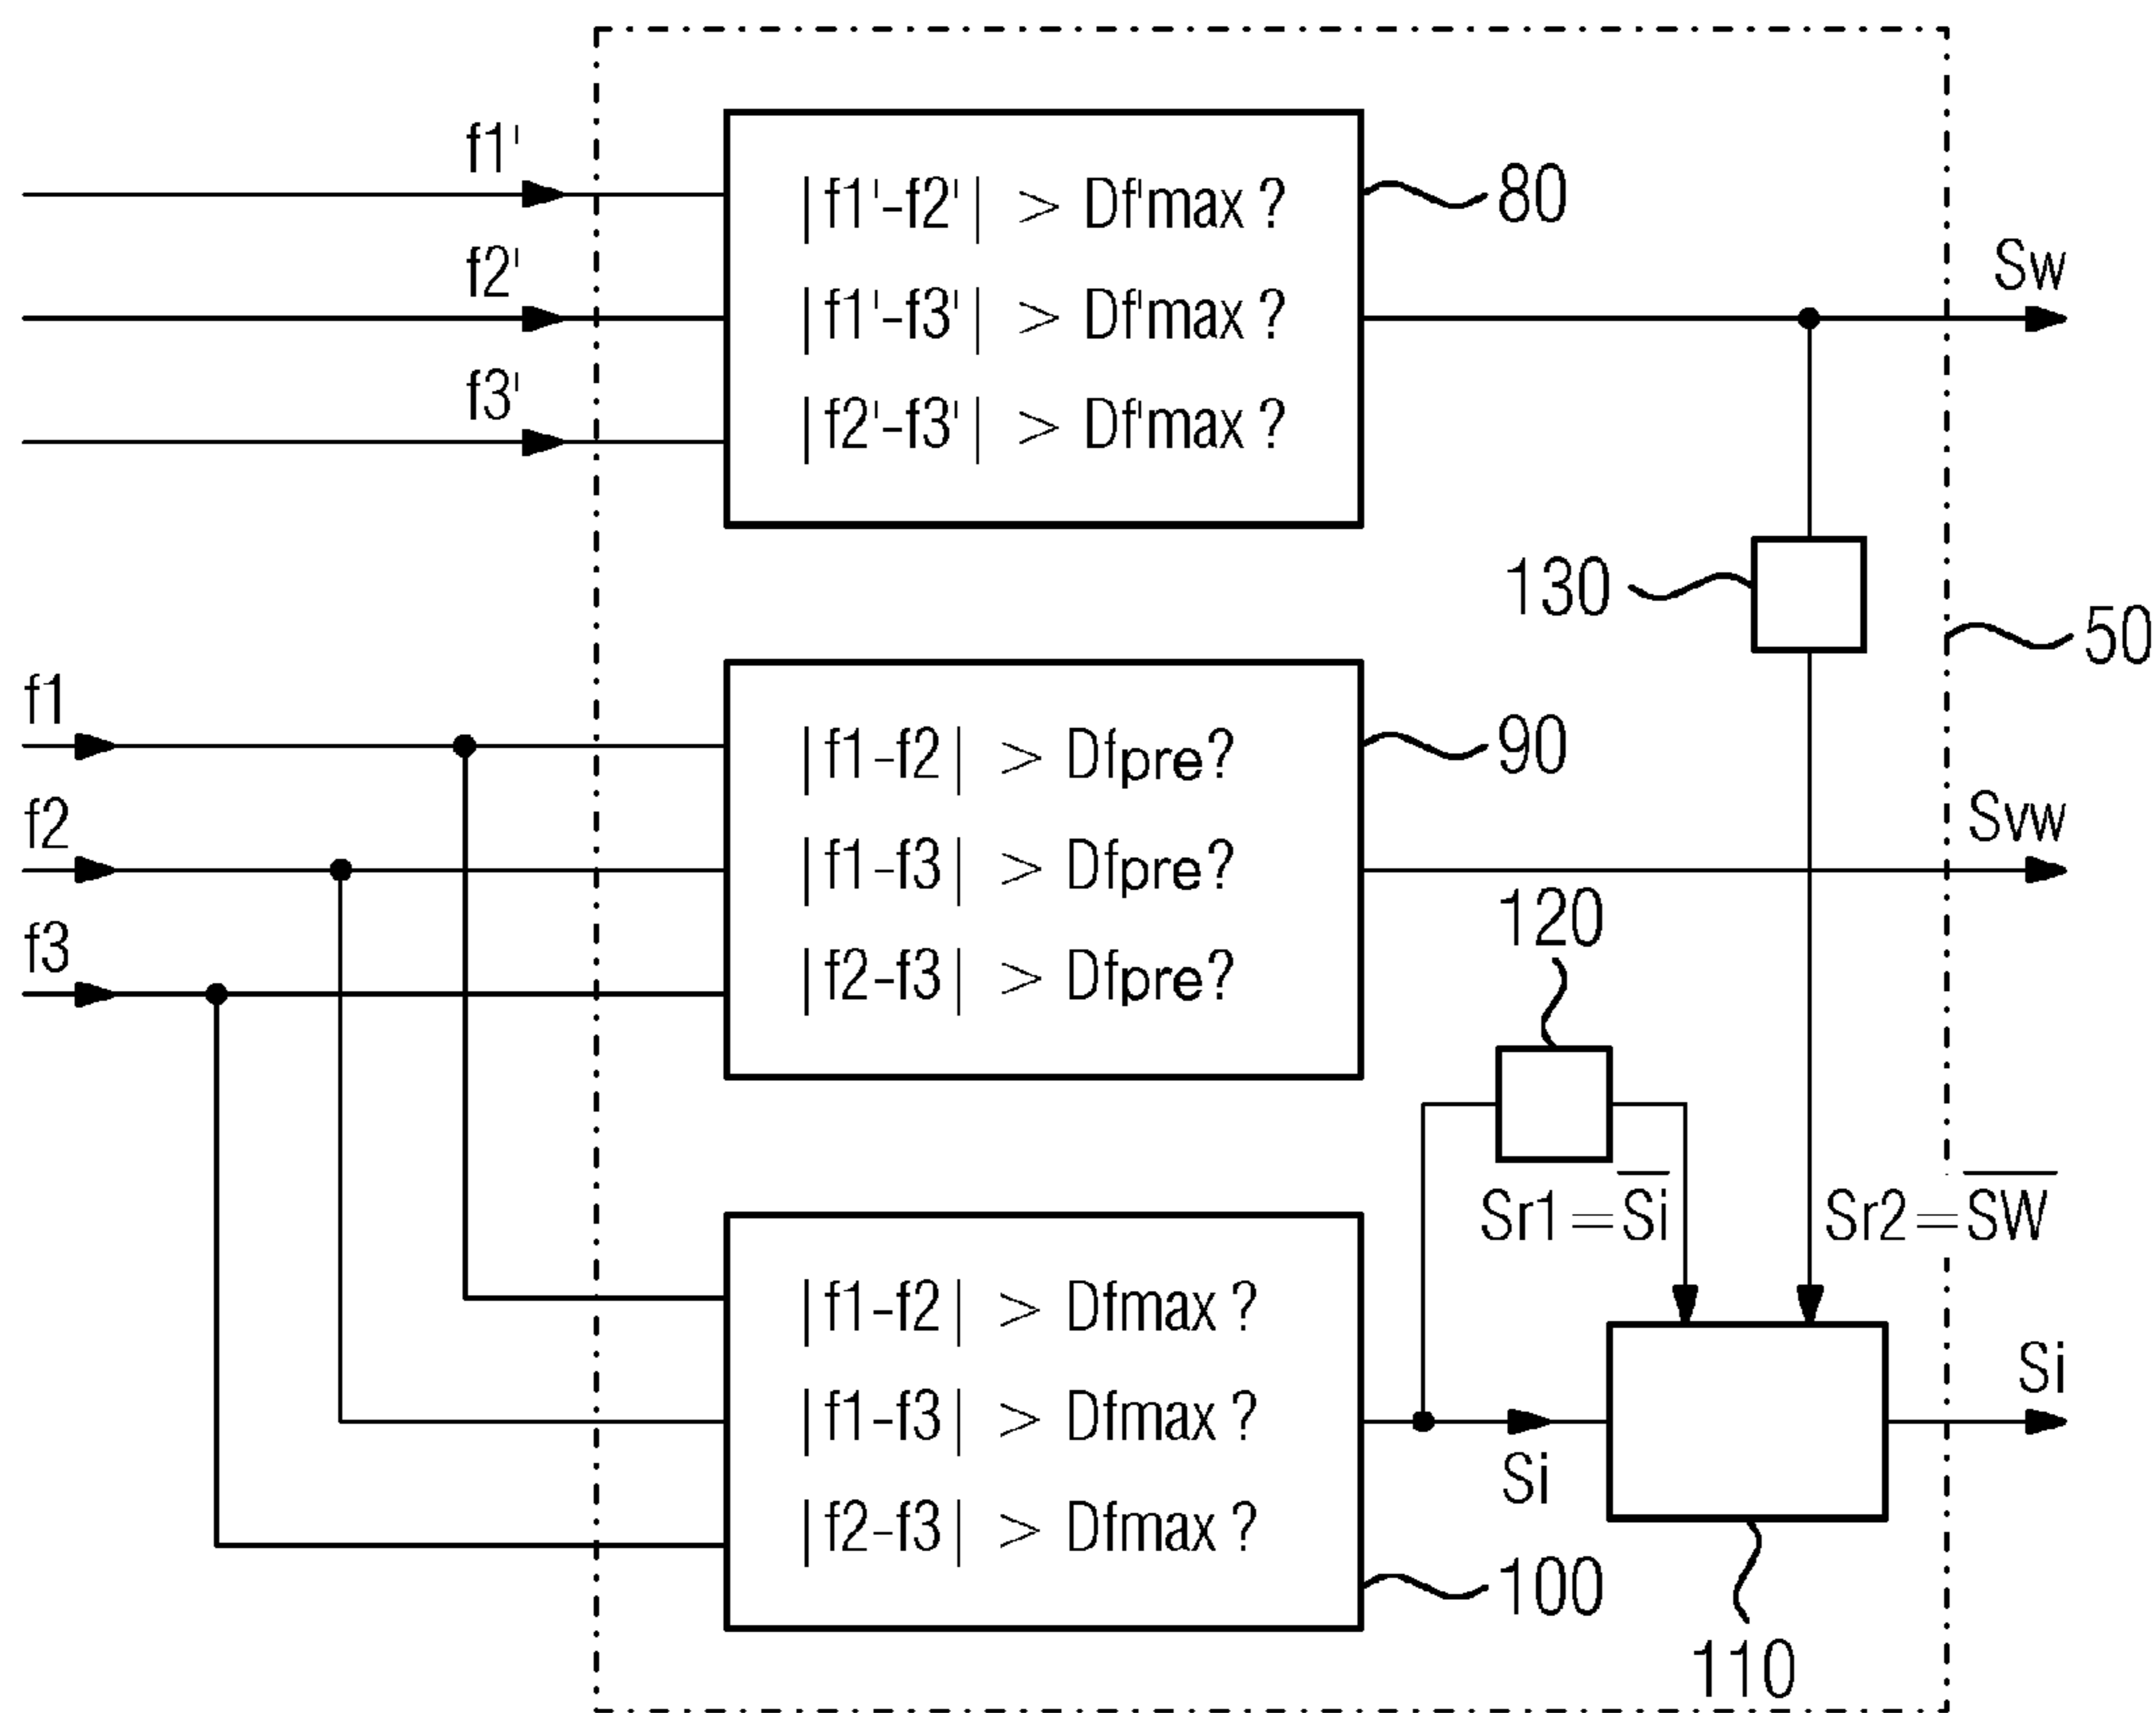 f1'
f2'
f3'
|f1'-f2'| > Df'max ?
|f1'-f3'| > Df'max ?
|f2'-f3'| > Df'max ?
80
Sw
130
50
f1
f2
f3
|f1-f2| > Dfpre?
|f1-f3| > Dfpre?
|f2-f3| > Dfpre?
90
Svw
120
Sr1=S̅i̅
Sr2=S̅W̅
|f1-f2| > Dfmax ?
|f1-f3| > Dfmax ?
|f2-f3| > Dfmax ?
Si
Si
100
110